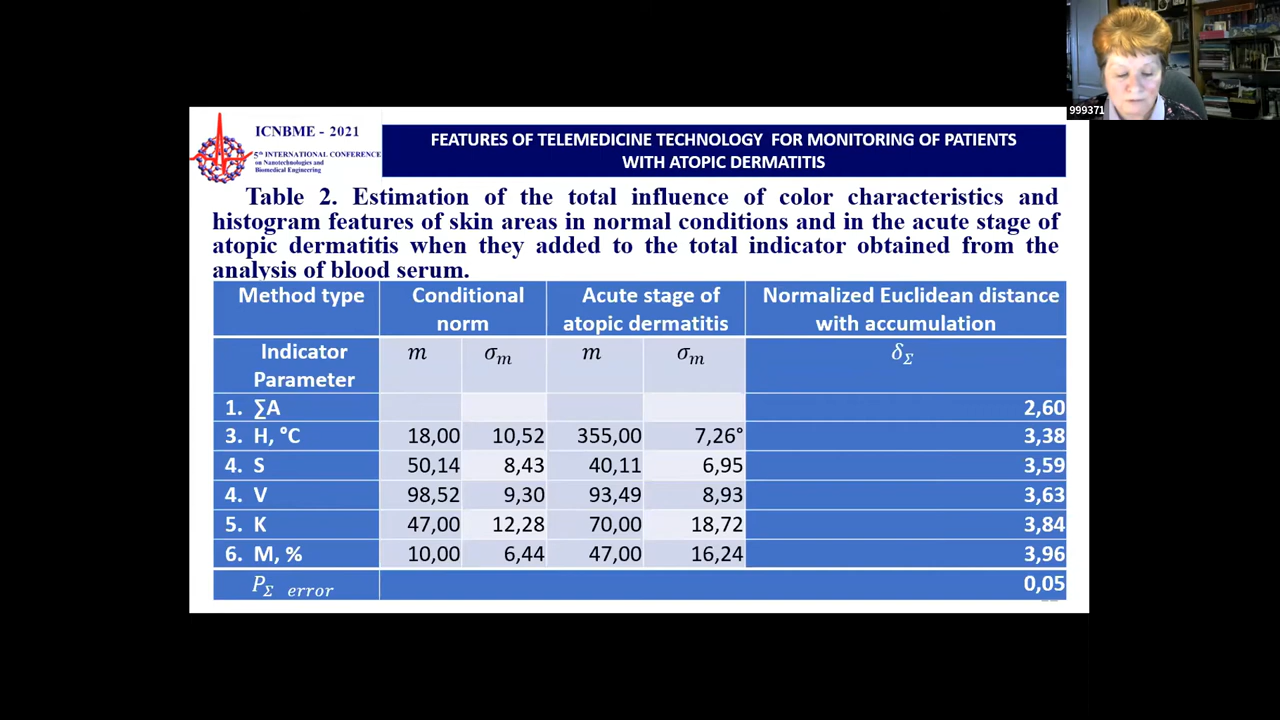 999371
ICNBME - 2021
5th INTERNATIONAL CONFERENCE
on Nanotechnologies and
Biomedical Engineering
FEATURES OF TELEMEDICINE TECHNOLOGY FOR MONITORING OF PATIENTS
WITH ATOPIC DERMATITIS
Table 2. Estimation of the total influence of color characteristics and
histogram features of skin areas in normal conditions and in the acute stage of
atopic dermatitis when they added to the total indicator obtained from the
analysis of blood serum.
Method type Conditional norm Acute stage of atopic dermatitis Normalized Euclidean distance with accumulation
Indicator Parameter m σm m σm δΣ
1. ∑A 2,60
3. H, °C 18,00 10,52 355,00 7,26° 3,38
4. S 50,14 8,43 40,11 6,95 3,59
4. V 98,52 9,30 93,49 8,93 3,63
5. K 47,00 12,28 70,00 18,72 3,84
6. M, % 10,00 6,44 47,00 16,24 3,96
PΣ error 0,05